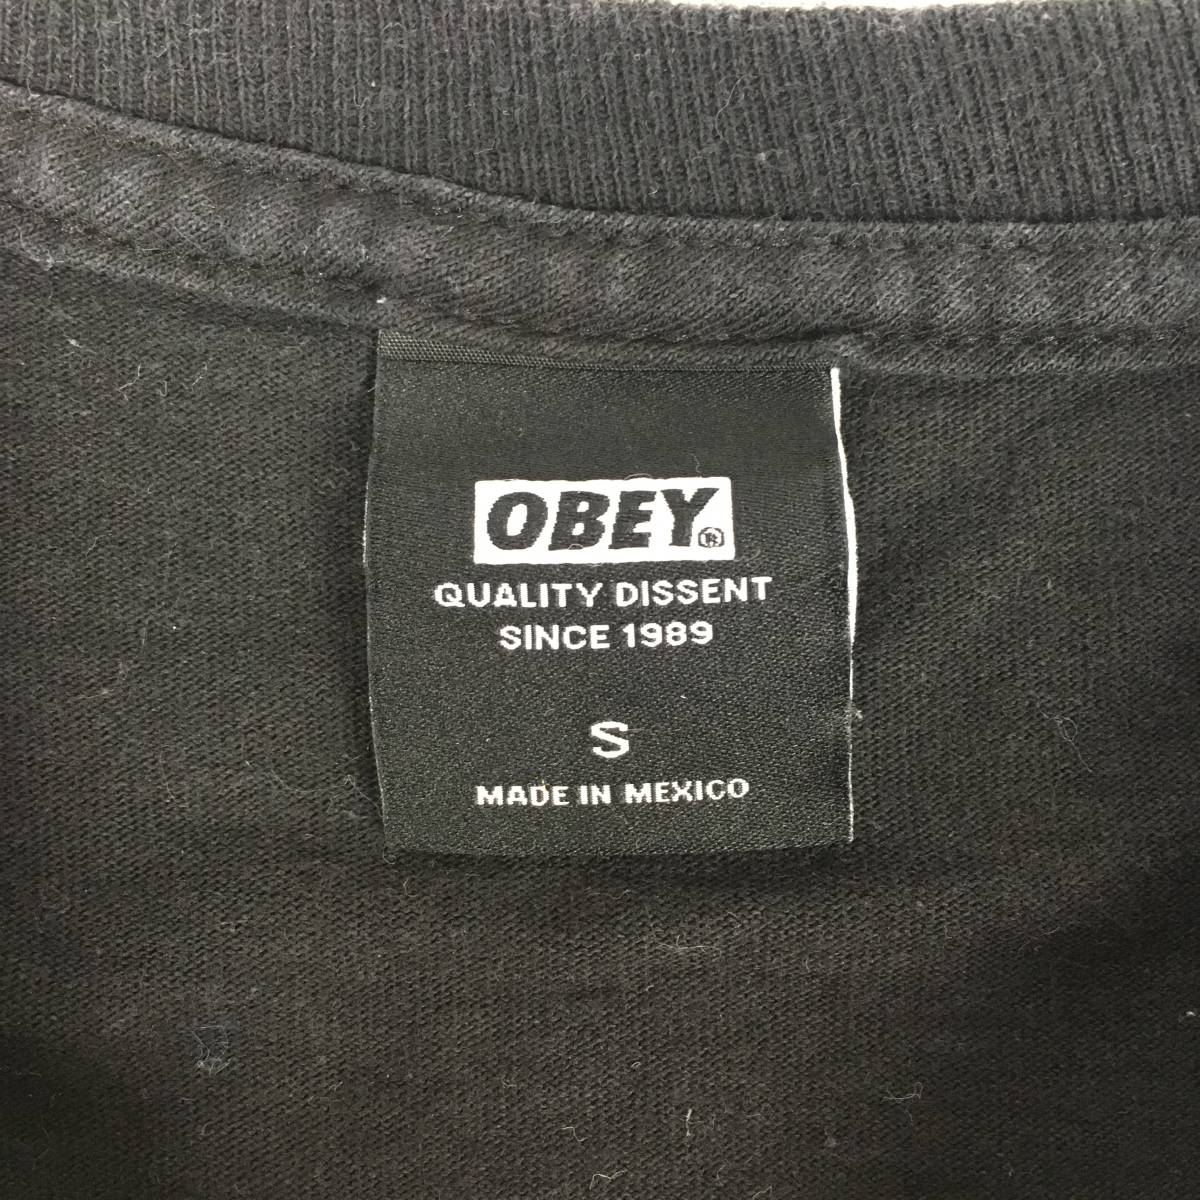 OBEY®
QUALITY DISSENT
SINCE 1989
S
MADE IN MEXICO